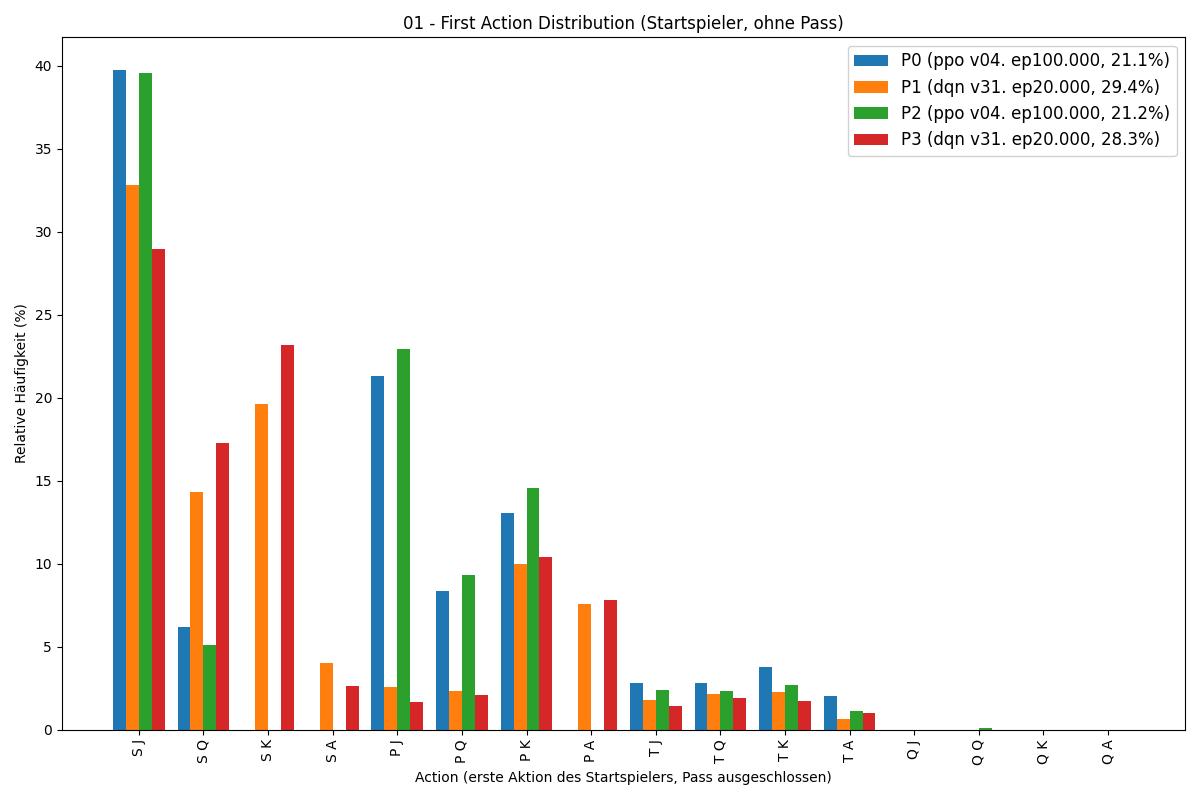 01 - First Action Distribution (Startspieler, ohne Pass)
P0 (ppo v04. ep100.000, 21.1%)
P1 (dqn v31. ep20.000, 29.4%)
P2 (ppo v04. ep100.000, 21.2%)
P3 (dqn v31. ep20.000, 28.3%)
Relative Häufigkeit (%)
40
35
30
25
20
15
10
5
0
S J
S Q
S K
S A
P J
P Q
P K
P A
T J
T Q
T K
T A
Q J
Q Q
Q K
Q A
Action (erste Aktion des Startspielers, Pass ausgeschlossen)